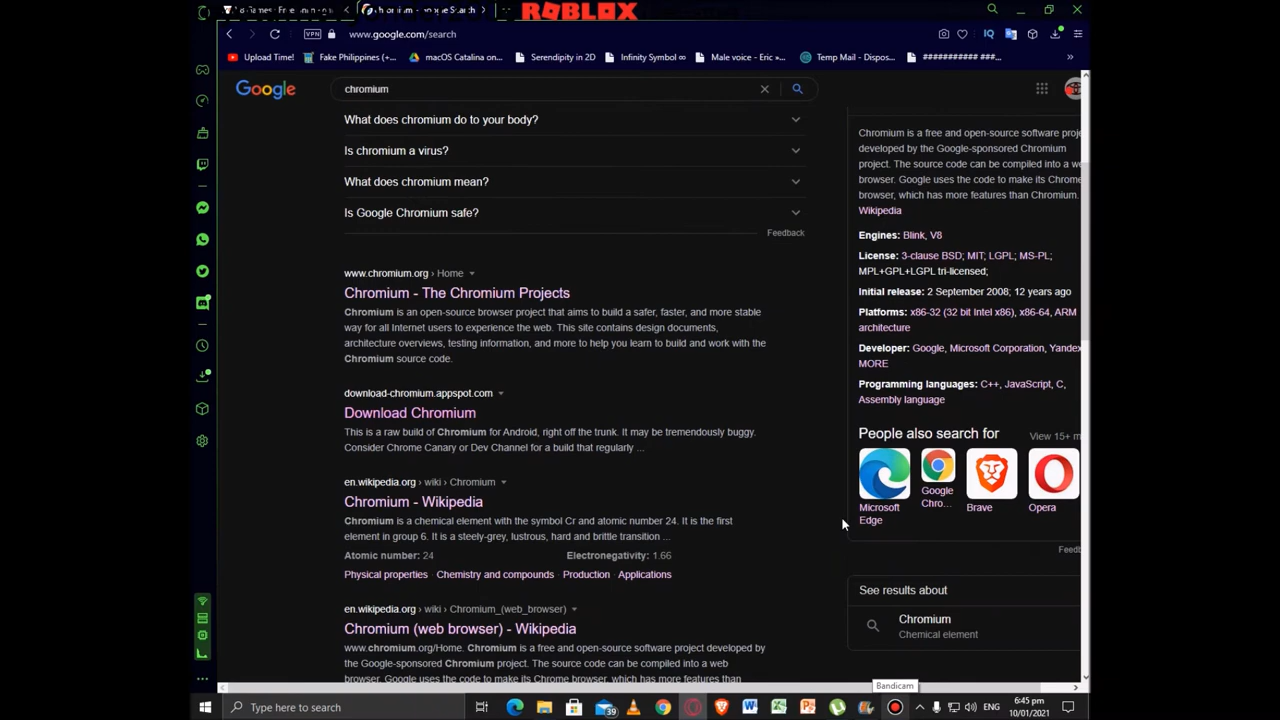 ROBLOX
chromium - Google Search
VPN
www.google.com/search
Upload Time!
Fake Philippines (+...
macOS Catalina on...
Serendipity in 2D
Infinity Symbol ∞
Male voice - Eric »...
Temp Mail - Dispos...
########### ###...
»
Google
chromium
What does chromium do to your body?
Is chromium a virus?
What does chromium mean?
Is Google Chromium safe?
Feedback
www.chromium.org › Home
Chromium - The Chromium Projects
Chromium is an open-source browser project that aims to build a safer, faster, and more stable
way for all Internet users to experience the web. This site contains design documents,
architecture overviews, testing information, and more to help you learn to build and work with the
Chromium source code.
download-chromium.appspot.com
Download Chromium
This is a raw build of Chromium for Android, right off the trunk. It may be tremendously buggy.
Consider Chrome Canary or Dev Channel for a build that regularly ...
en.wikipedia.org › wiki › Chromium
Chromium - Wikipedia
Chromium is a chemical element with the symbol Cr and atomic number 24. It is the first
element in group 6. It is a steely-grey, lustrous, hard and brittle transition ...
Atomic number: 24 Electronegativity: 1.66
Physical properties · Chemistry and compounds · Production · Applications
en.wikipedia.org › wiki › Chromium_(web_browser)
Chromium (web browser) - Wikipedia
www.chromium.org/Home. Chromium is a free and open-source software project developed by
the Google-sponsored Chromium project. The source code can be compiled into a web
browser. Google uses the code to make its Chrome browser, which has more features than
Chromium is a free and open-source software proje
developed by the Google-sponsored Chromium
project. The source code can be compiled into a we
browser. Google uses the code to make its Chrome
browser, which has more features than Chromium.
Wikipedia
Engines: Blink, V8
License: 3-clause BSD; MIT; LGPL; MS-PL;
MPL+GPL+LGPL tri-licensed;
Initial release: 2 September 2008; 12 years ago
Platforms: x86-32 (32 bit Intel x86), x86-64, ARM
architecture
Developer: Google, Microsoft Corporation, Yandex
MORE
Programming languages: C++, JavaScript, C,
Assembly language
People also search for
View 15+ m
Microsoft
Edge
Google
Chro...
Brave
Opera
Feedb
See results about
Chromium
Chemical element
Bandicam
Type here to search
39
ENG
6:45 pm
10/01/2021